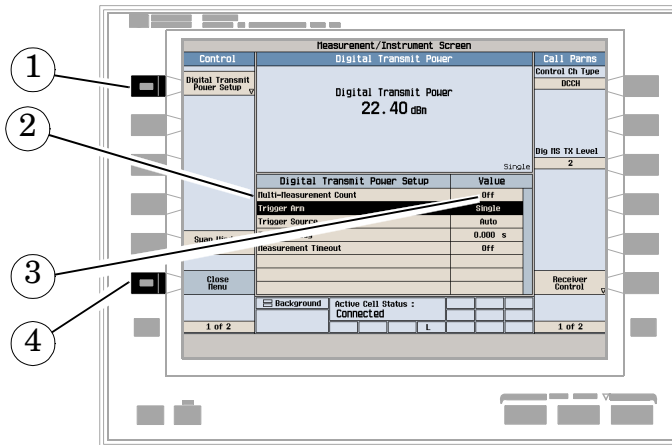 Measurement/Instrument Screen
Control
Digital Transmit Power
Call Parms
Digital Transmit
Power Setup
Control Ch Type
DCCH
Digital Transmit Power
22.40 dBm
Dig MS TX Level
2
Single
Digital Transmit Power Setup
Value
Multi-Measurement Count
Off
Trigger Arm
Single
Trigger Source
Auto
0.000 s
Measurement Timeout
Off
Close
Menu
Receiver
Control
Background
Active Cell Status :
Connected
L
1 of 2
1 of 2
1
2
3
4